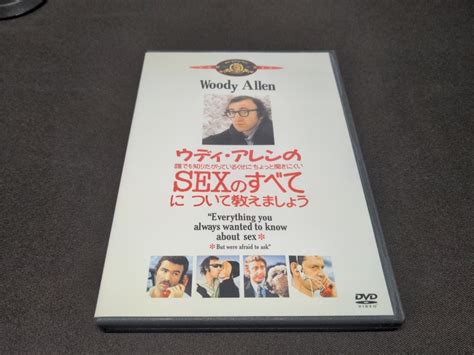 Woody Allen
ウディ・アレンの
誰でも知りたがっているくせにちょっと聞きにくい
SEXのすべて
について教えましょう
"Everything you
always wanted to know
about sex*
*But were afraid to ask"
DVD
VIDEO